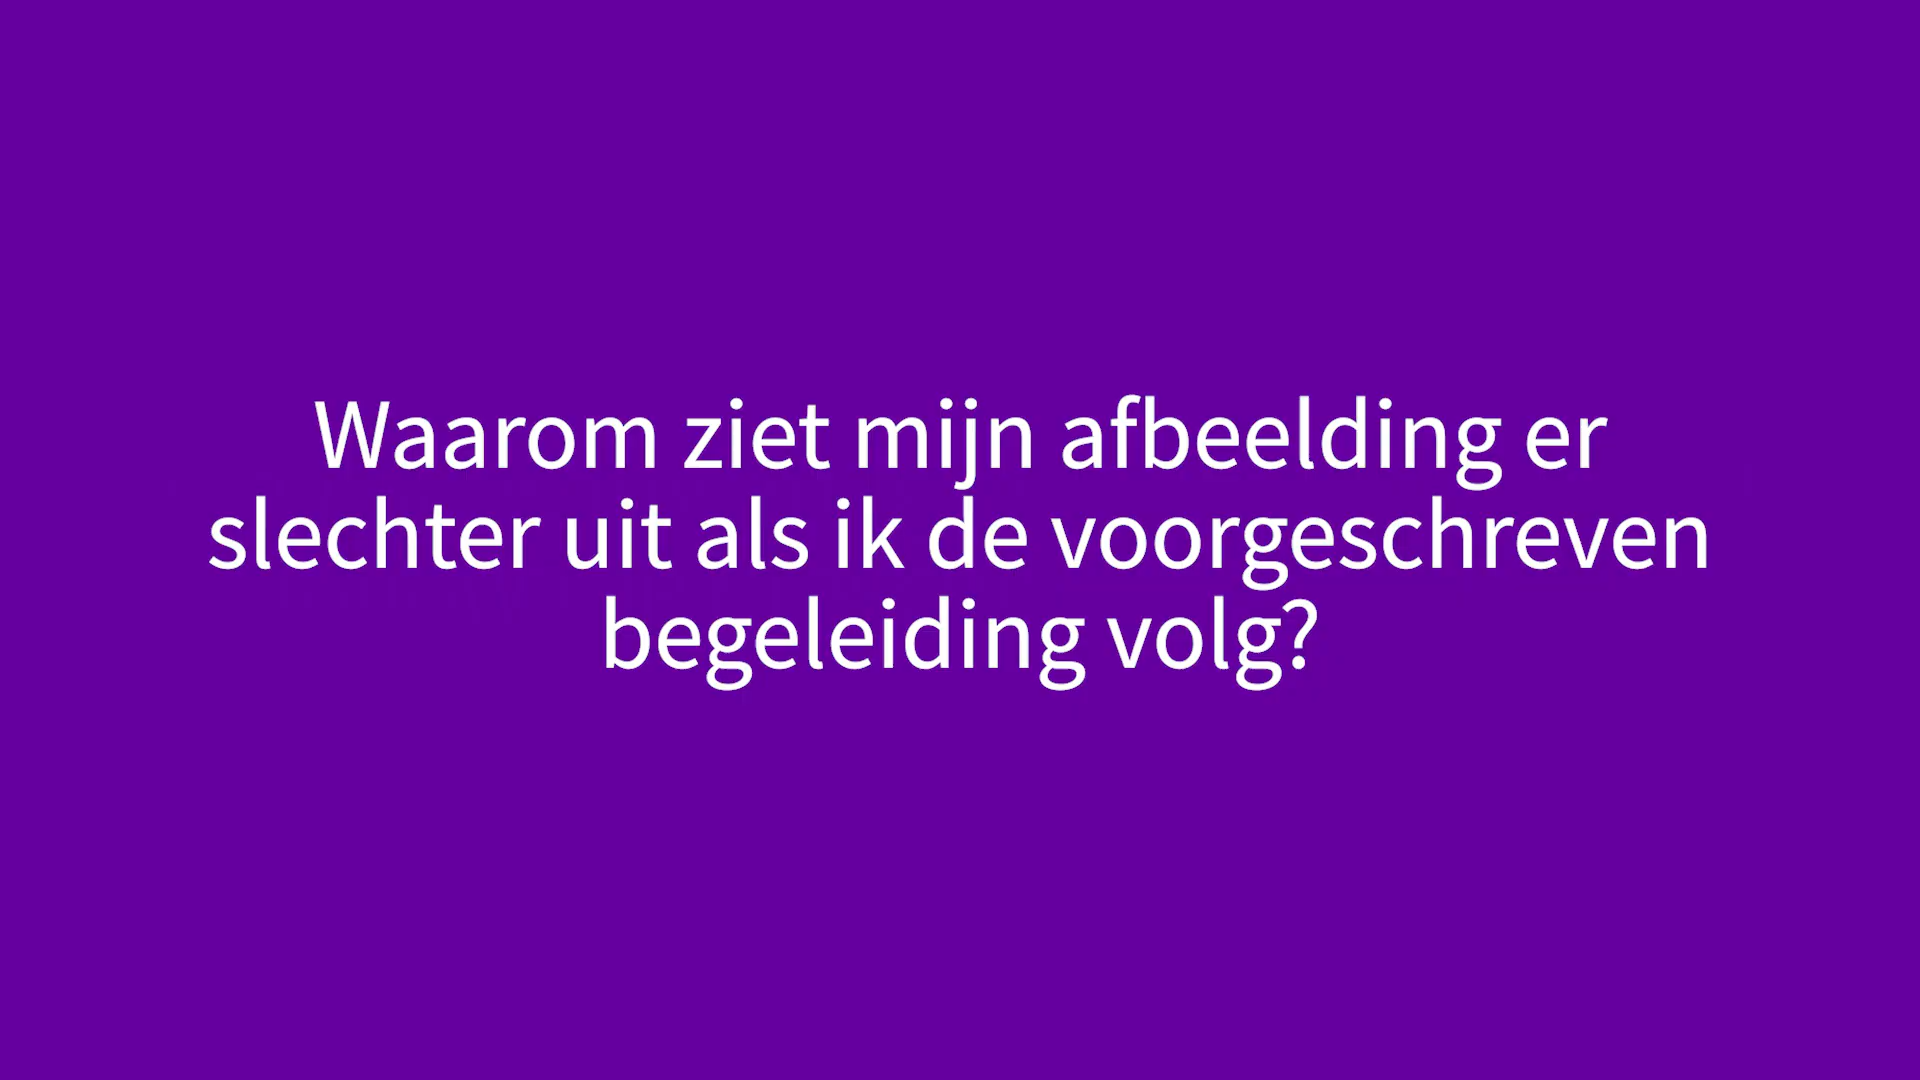 Waarom ziet mijn afbeelding er
slechter uit als ik de voorgeschreven
begeleiding volg?